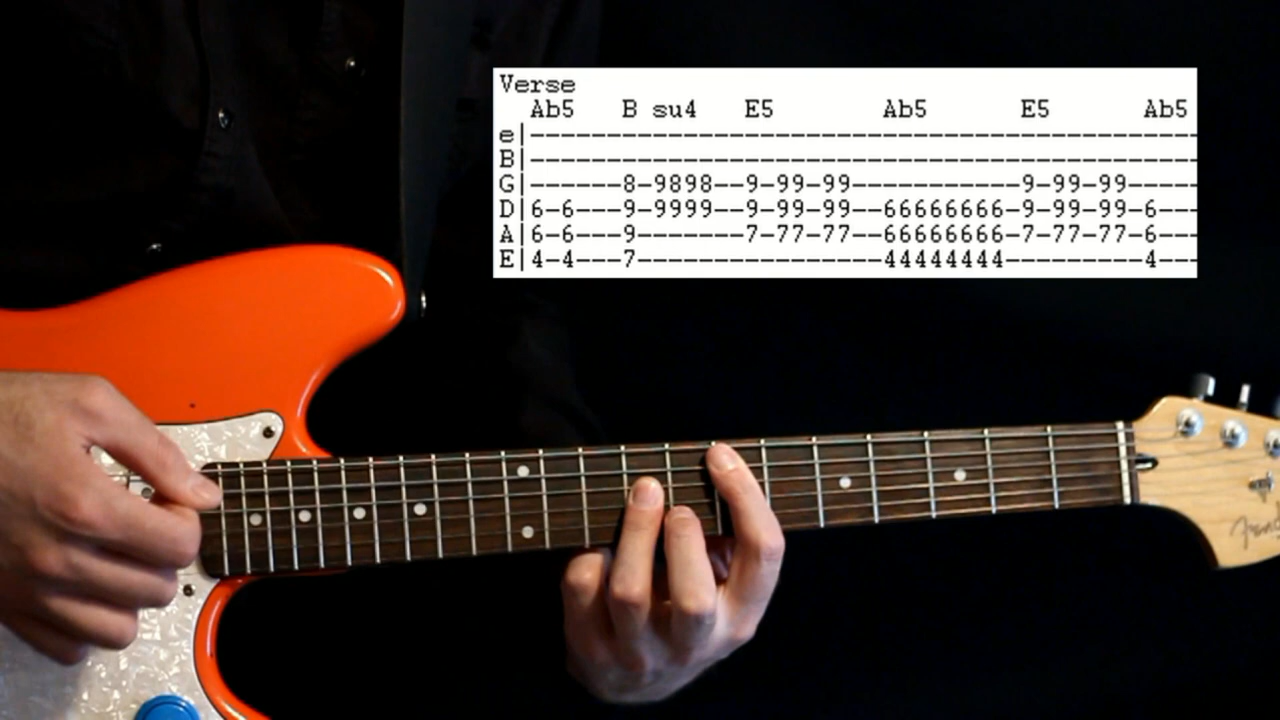 Verse
Ab5 B su4 E5 Ab5 E5 Ab5
e|--------------------------------------------
B|--------------------------------------------
G|------8-9898--9-99-99-----------9-99-99-----
D|6-6---9-9999--9-99-99--66666666-9-99-99-6---
A|6-6---9-------7-77-77--66666666-7-77-77-6---
E|4-4---7----------------44444444---------4---